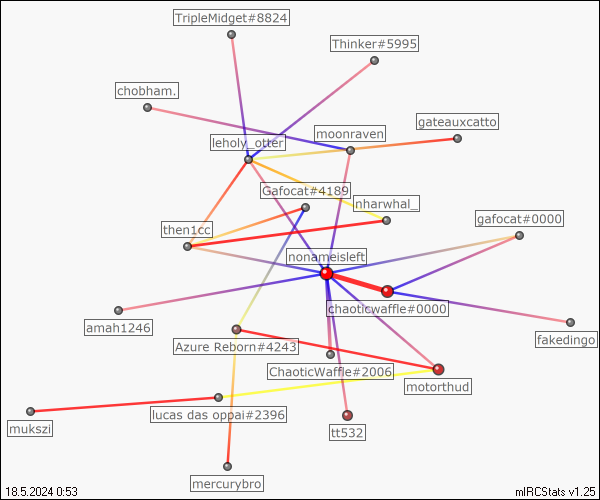 TripleMidget#8824
Thinker#5995
chobham.
gateauxcatto
moonraven
leholy_otter
Gafocat#4189
nharwhal_
gafocat#0000
then1cc
nonameisleft
chaoticwaffle#0000
amah1246
fakedingo
Azure Reborn#4243
ChaoticWaffle#2006
motorthud
lucas das oppai#2396
mukszi
tt532
mercurybro
18.5.2024 0:53
mIRCStats v1.25